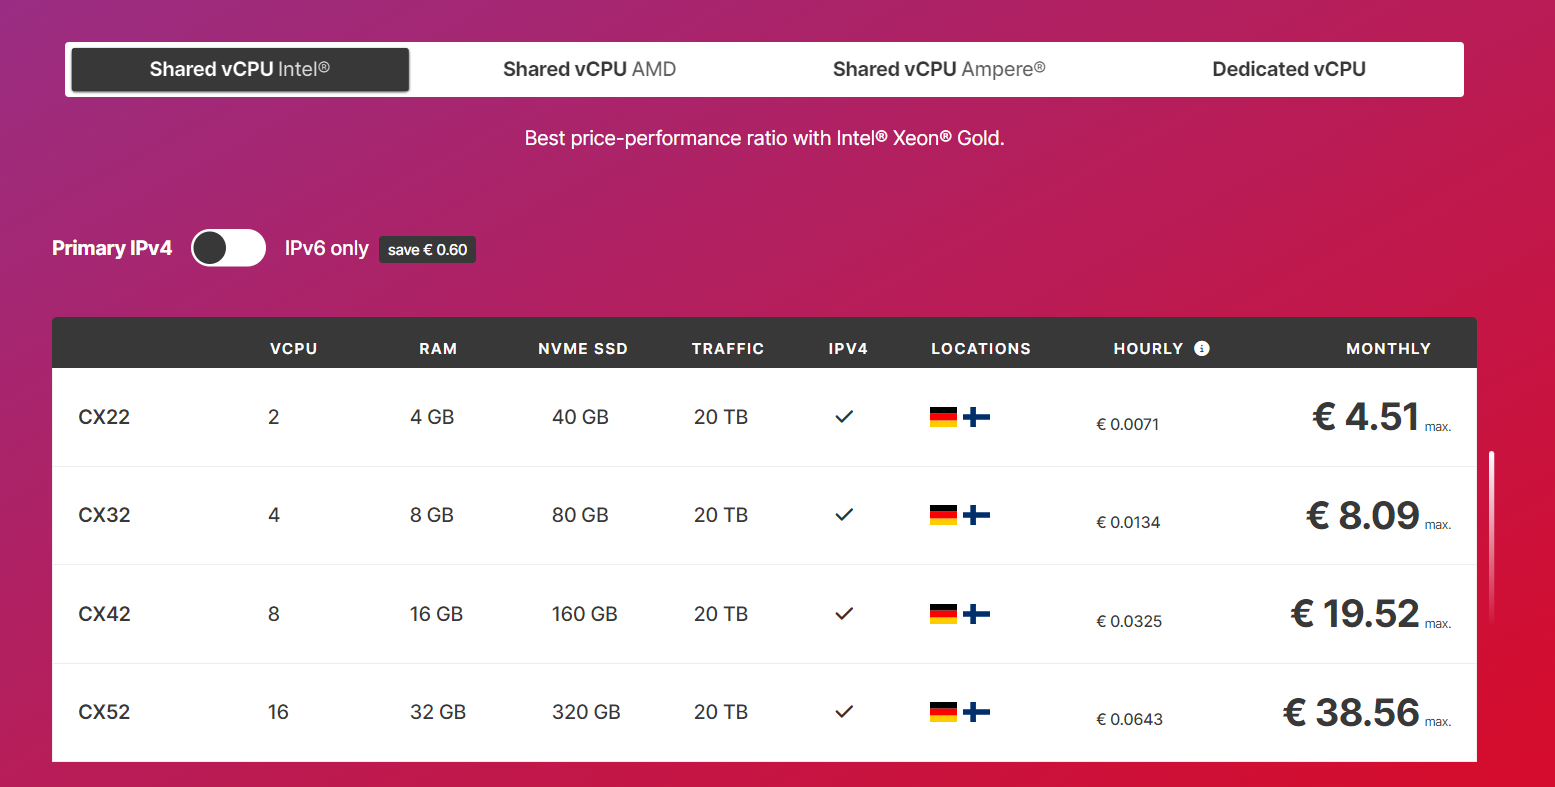 Shared vCPU Intel® Shared vCPU AMD Shared vCPU Ampere® Dedicated vCPU
Best price-performance ratio with Intel® Xeon® Gold.
Primary IPv4 IPv6 only save € 0.60
VCPU RAM NVME SSD TRAFFIC IPV4 LOCATIONS HOURLY i MONTHLY
CX22 2 4 GB 40 GB 20 TB € 0.0071 € 4.51 max.
CX32 4 8 GB 80 GB 20 TB € 0.0134 € 8.09 max.
CX42 8 16 GB 160 GB 20 TB € 0.0325 € 19.52 max.
CX52 16 32 GB 320 GB 20 TB € 0.0643 € 38.56 max.